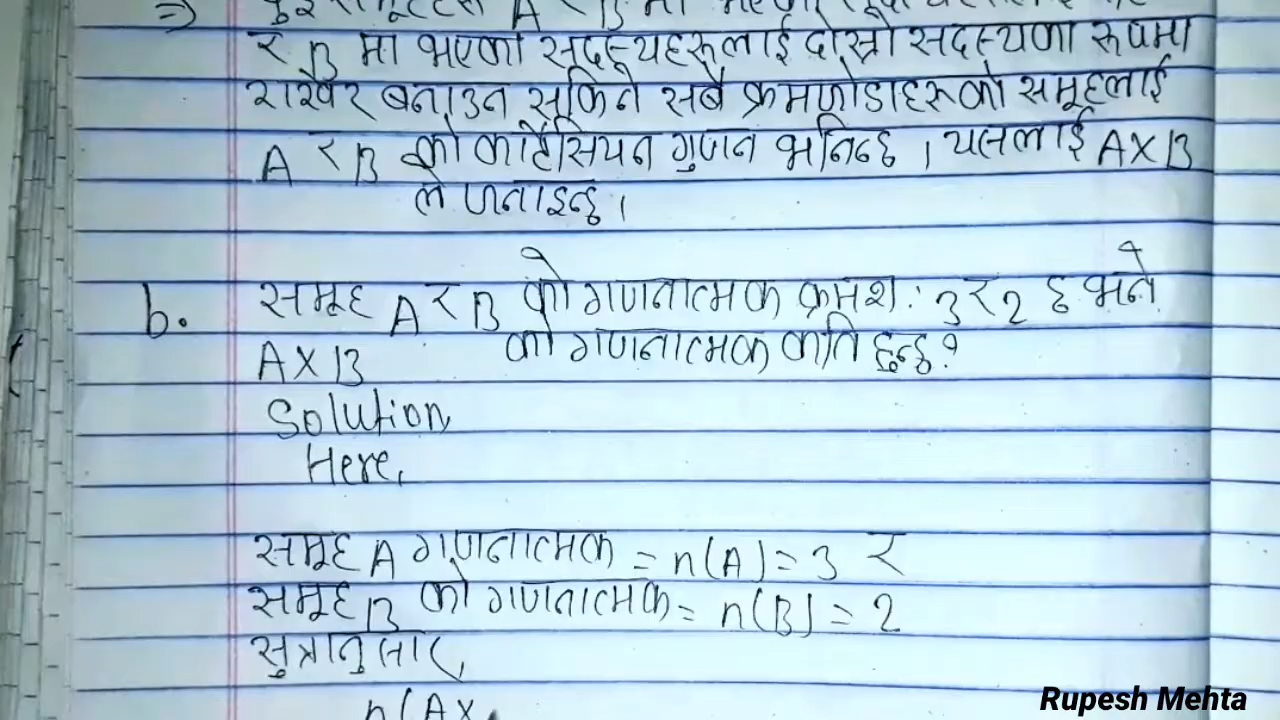 ⇒ A र B मा
र B मा भएका सदस्यहरूलाई दोस्रो सदस्यका रूपमा
राखेर बनाउन सकिने सबै क्रमजोडाहरूको समूहलाई
A र B को कार्टेसियन गुणन भनिन्छ । यसलाई A×B
ले जनाइन्छ ।
b. समूह A र B को गणनात्मक क्रमश: 3 र 2 छ भने
A×B को गणनात्मक कति हुन्छ ?
Solution,
Here,
समूह A गणनात्मक = n(A) = 3 र
समूह B को गणनात्मक = n(B) = 2
सुत्रानुसार,
n(A×
Rupesh Mehta